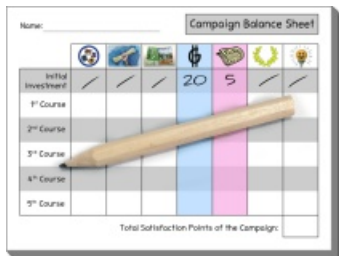 Name:
Campaign Balance Sheet
Initial Investment / / / 20 5 / /
1st Course
2nd Course
3rd Course
4th Course
5th Course
Total Satisfaction Points of the Campaign: